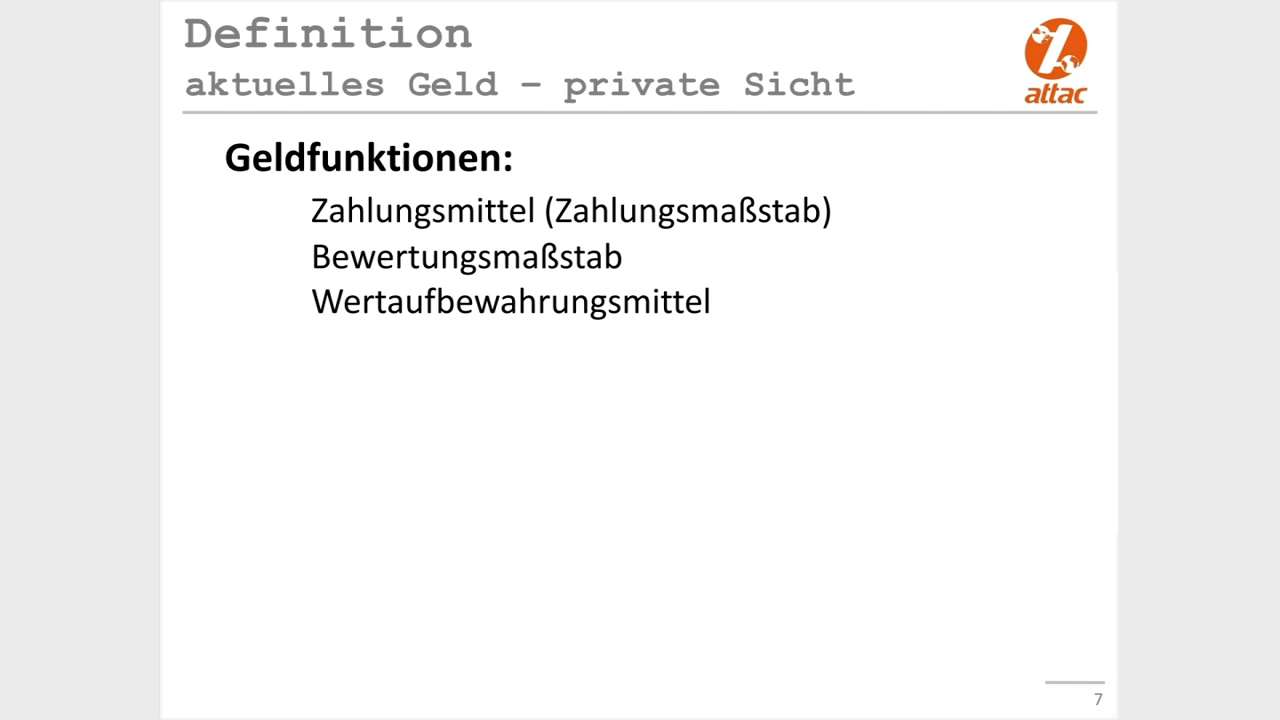 Definition
aktuelles Geld – private Sicht
attac
Geldfunktionen:
Zahlungsmittel (Zahlungsmaßstab)
Bewertungsmaßstab
Wertaufbewahrungsmittel
7